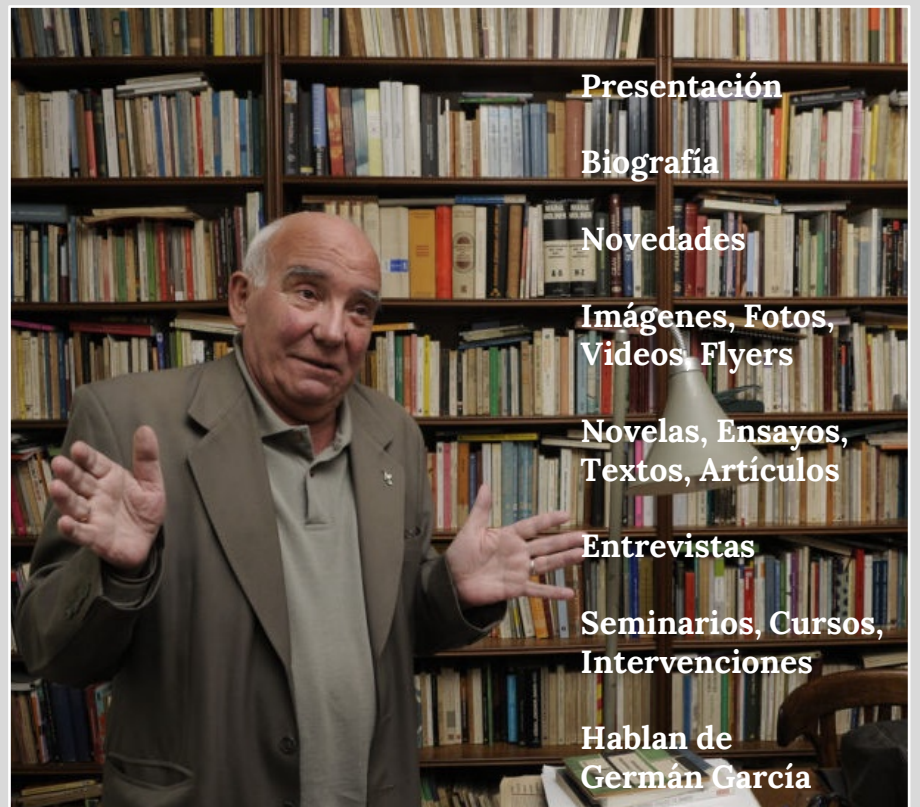 Presentación
Biografía
Novedades
Imágenes, Fotos,
Videos, Flyers
Novelas, Ensayos,
Textos, Artículos
Entrevistas
Seminarios, Cursos,
Intervenciones
Hablan de
Germán García